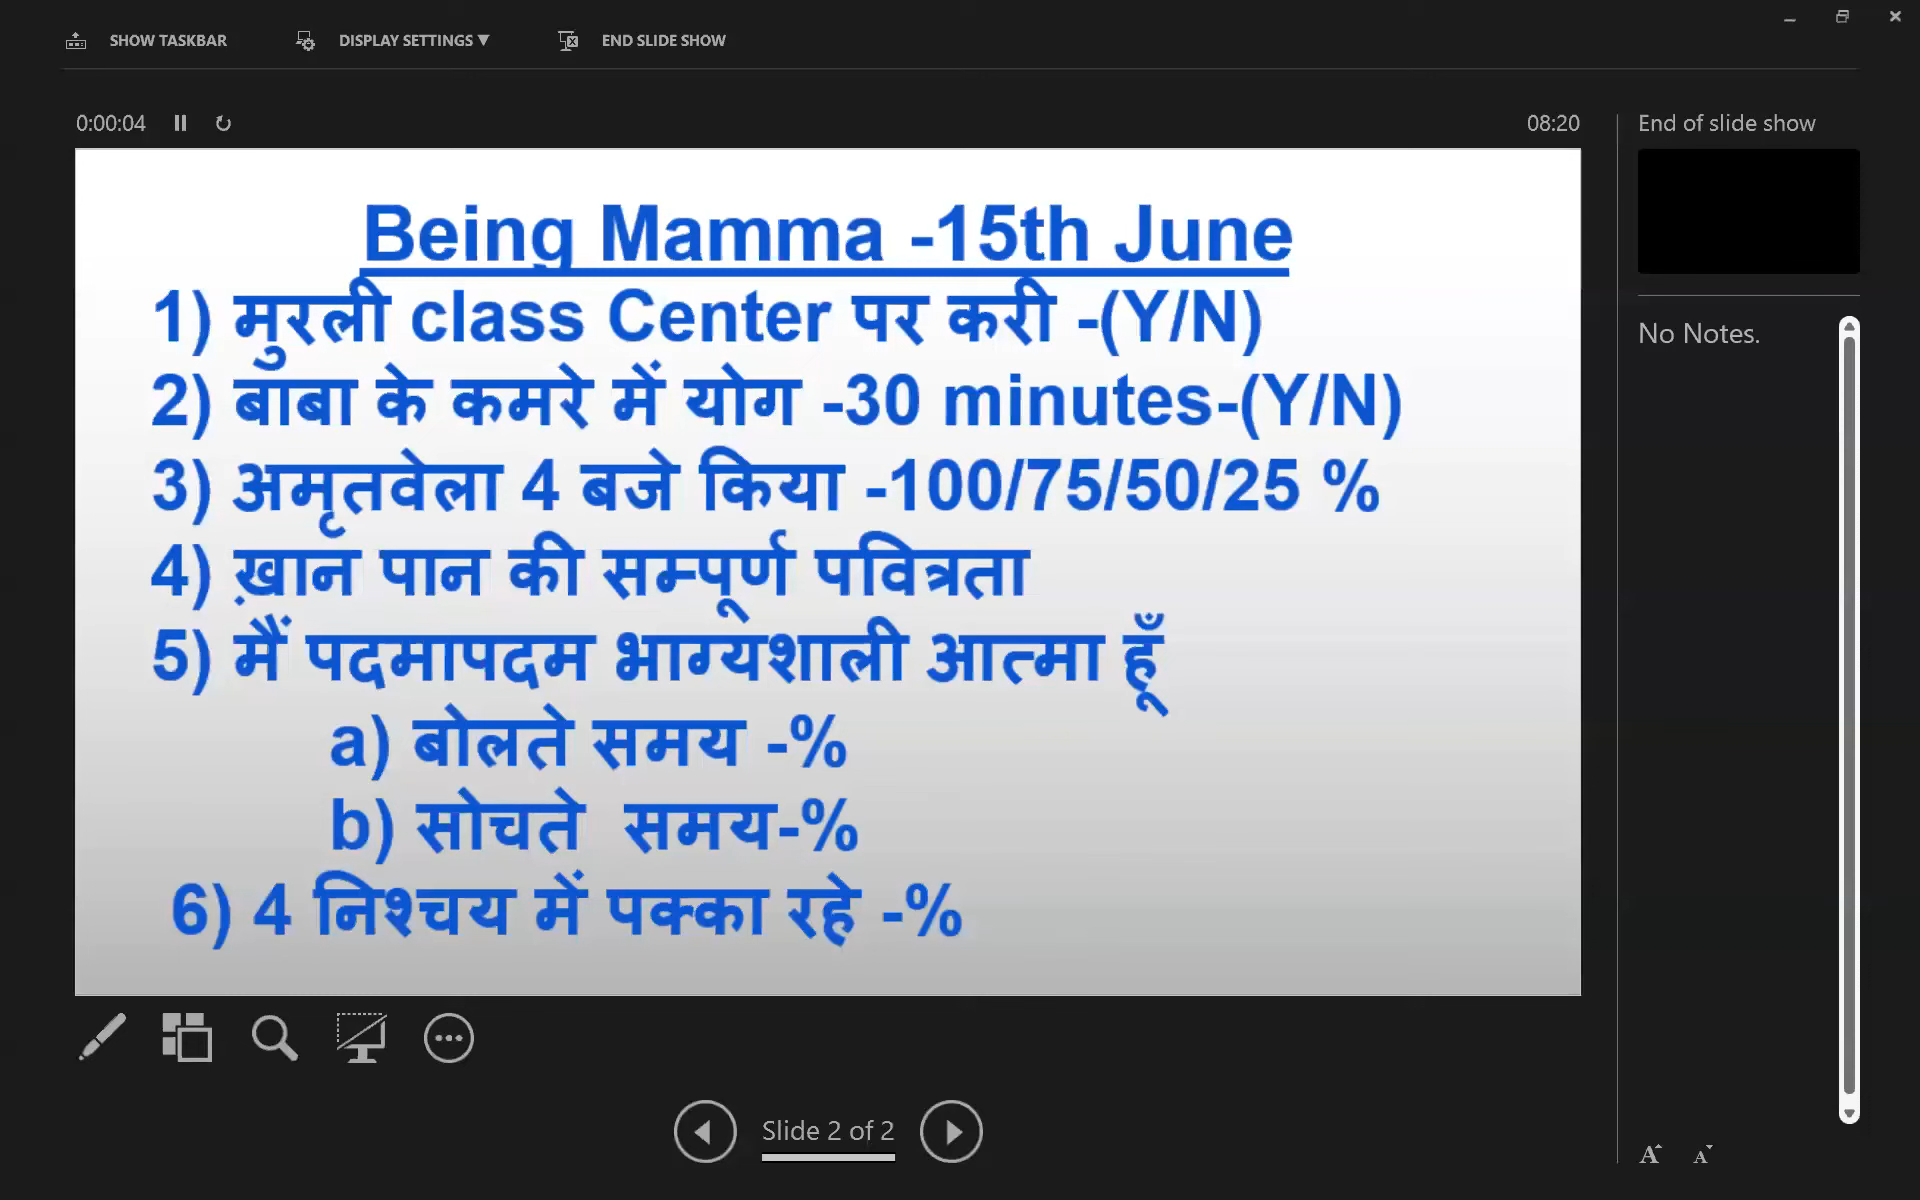 SHOW TASKBAR DISPLAY SETTINGS ▼ END SLIDE SHOW
0:00:04 08:20 End of slide show
Being Mamma -15th June
1) मुरली class Center पर करी -(Y/N)
2) बाबा के कमरे में योग -30 minutes-(Y/N)
3) अमृतवेला 4 बजे किया -100/75/50/25 %
4) ख़ान पान की सम्पूर्ण पवित्रता
5) मैं पदमापदम भाग्यशाली आत्मा हूँ
a) बोलते समय -%
b) सोचते समय-%
6) 4 निश्चय में पक्का रहे -%
No Notes.
Slide 2 of 2
A A